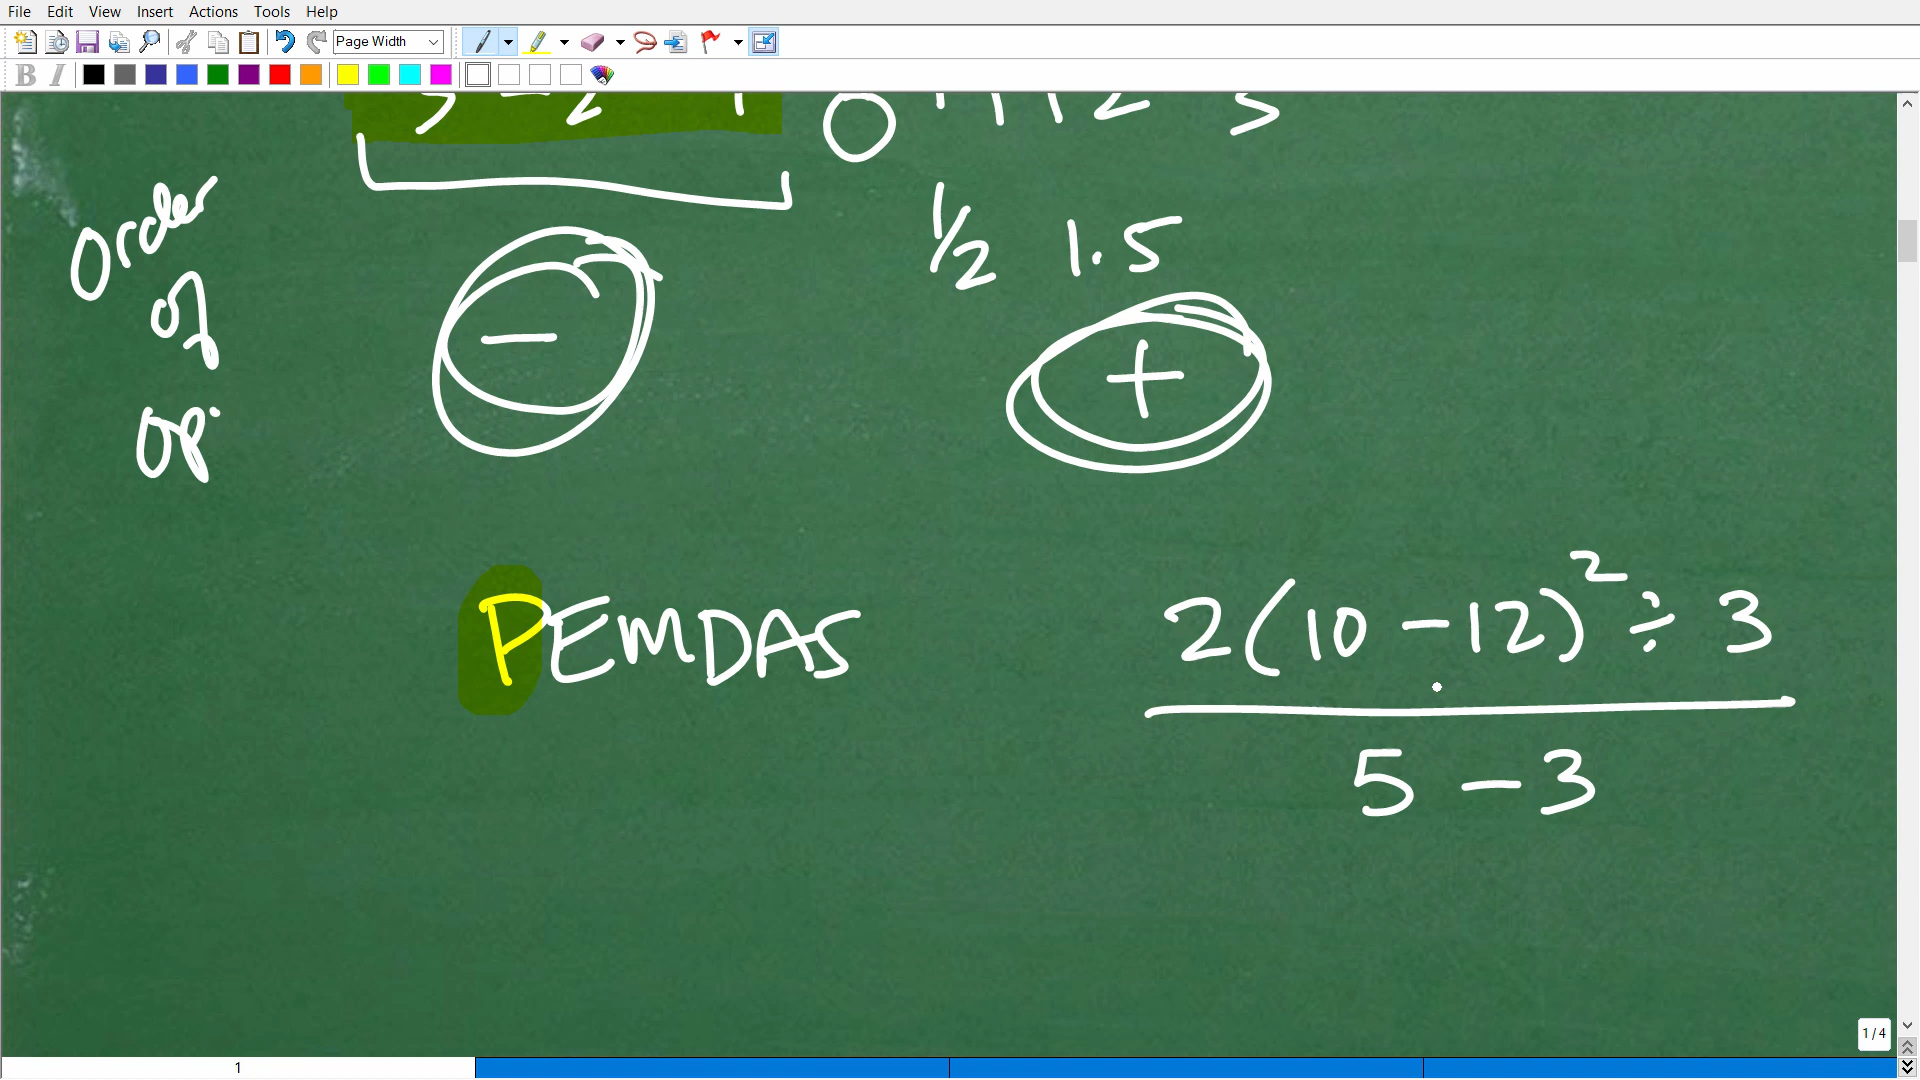 File Edit View Insert Actions Tools Help
Page Width
B I
Order
of
op.
1/2 1.5
−
+
PEMDAS
2(10 − 12)² ÷ 3
5 − 3
1 / 4
1